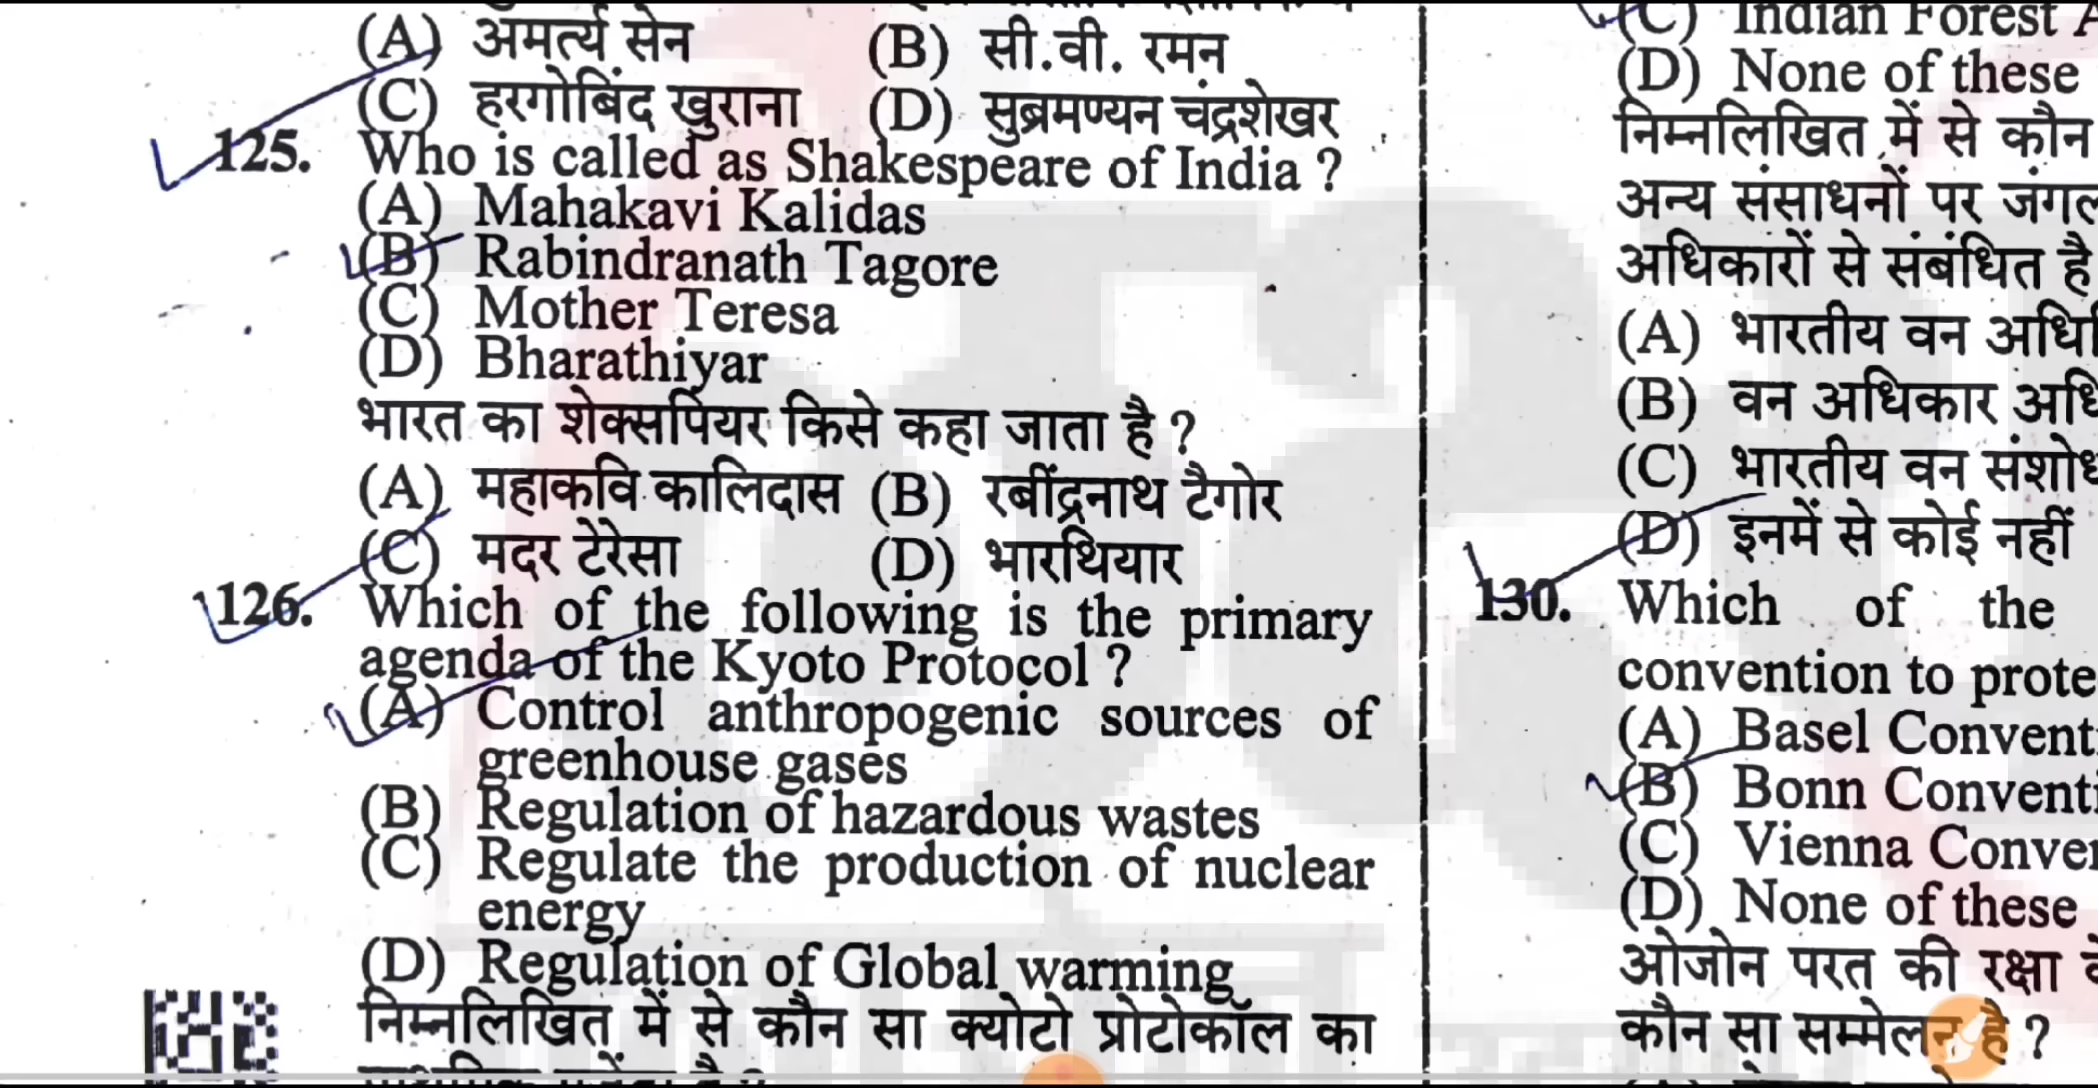 (A) अमर्त्य सेन (B) सी.वी. रमन
(C) हरगोबिंद खुराना (D) सुब्रमण्यन चंद्रशेखर
125. Who is called as Shakespeare of India ?
(A) Mahakavi Kalidas
(B) Rabindranath Tagore
(C) Mother Teresa
(D) Bharathiyar
भारत का शेक्सपियर किसे कहा जाता है ?
(A) महाकवि कालिदास (B) रबींद्रनाथ टैगोर
(C) मदर टेरेसा (D) भारथियार
126. Which of the following is the primary
agenda of the Kyoto Protocol ?
(A) Control anthropogenic sources of
greenhouse gases
(B) Regulation of hazardous wastes
(C) Regulate the production of nuclear
energy
(D) Regulation of Global warming
निम्नलिखित में से कौन सा क्योटो प्रोटोकॉल का
(C) Indian Forest A
(D) None of these
निम्नलिखित में से कौन
अन्य संसाधनों पर जंगल
अधिकारों से संबंधित है
(A) भारतीय वन अधि
(B) वन अधिकार अधि
(C) भारतीय वन संशोध
(D) इनमें से कोई नहीं
130. Which of the
convention to prote
(A) Basel Conventi
(B) Bonn Conventi
(C) Vienna Conver
(D) None of these
ओजोन परत की रक्षा
कौन सा सम्मेलन है ?